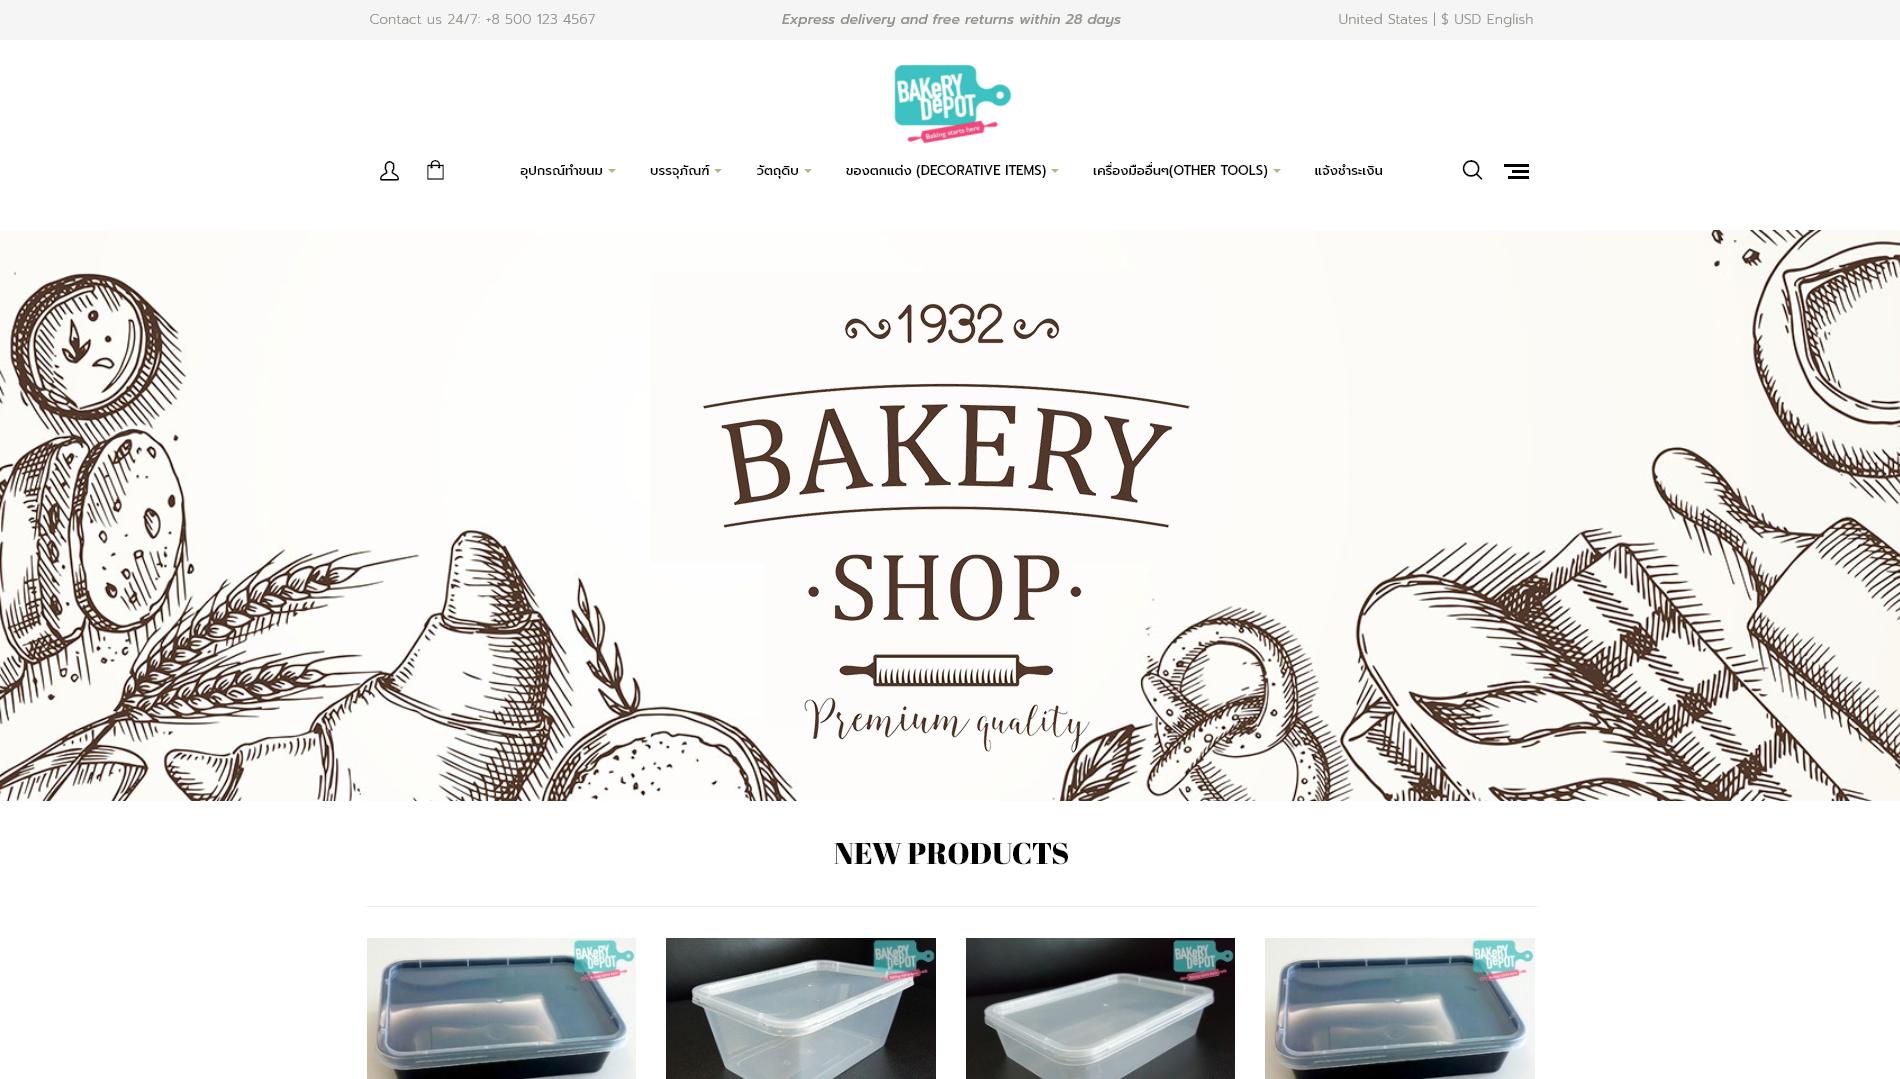 Contact us 24/7: +8 500 123 4567
Express delivery and free returns within 28 days
United States | $ USD English
BAKeRY
DePOT
Baking starts here
อุปกรณ์ทำขนม
บรรจุภัณฑ์
วัตถุดิบ
ของตกแต่ง (DECORATIVE ITEMS)
เครื่องมืออื่นๆ(OTHER TOOLS)
แจ้งชำระเงิน
1932
BAKERY
·SHOP·
Premium quality
NEW PRODUCTS
BAKeRY
DePOT
BAKeRY
DePOT
BAKeRY
DePOT
BAKeRY
DePOT